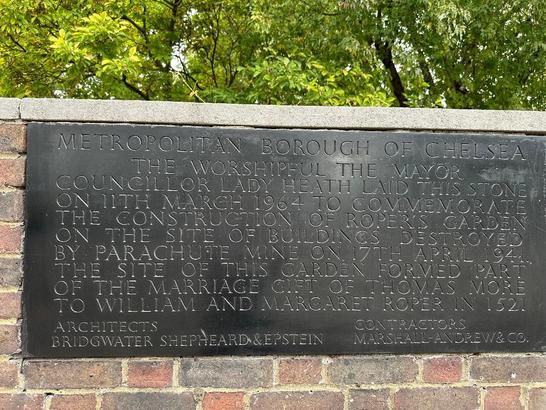 METROPOLITAN BOROUGH OF CHELSEA
THE WORSHIPFUL THE MAYOR
COUNCILLOR LADY HEATH LAID THIS STONE
ON 11TH MARCH 1964 TO COMMEMORATE
THE CONSTRUCTION OF ROPER'S GARDEN
ON THE SITE OF BUILDINGS DESTROYED
BY PARACHUTE MINE ON 17TH APRIL 1941.
THE SITE OF THIS GARDEN FORMED PART
OF THE MARRIAGE GIFT OF THOMAS MORE
TO WILLIAM AND MARGARET ROPER IN 1521
ARCHITECTS
BRIDGWATER SHEPHEARD & EPSTEIN
CONTRACTORS
MARSHALL-ANDREW & CO.